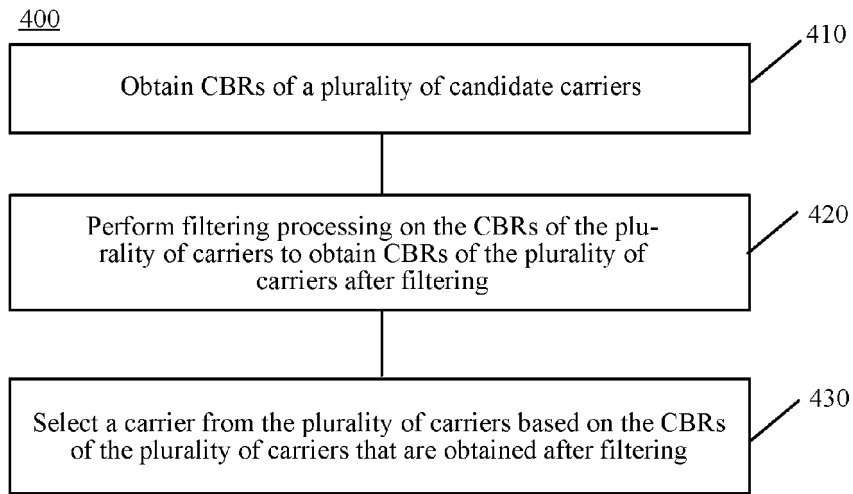 400
410
Obtain CBRs of a plurality of candidate carriers
420
Perform filtering processing on the CBRs of the plu-
rality of carriers to obtain CBRs of the plurality of
carriers after filtering
430
Select a carrier from the plurality of carriers based on the CBRs
of the plurality of carriers that are obtained after filtering